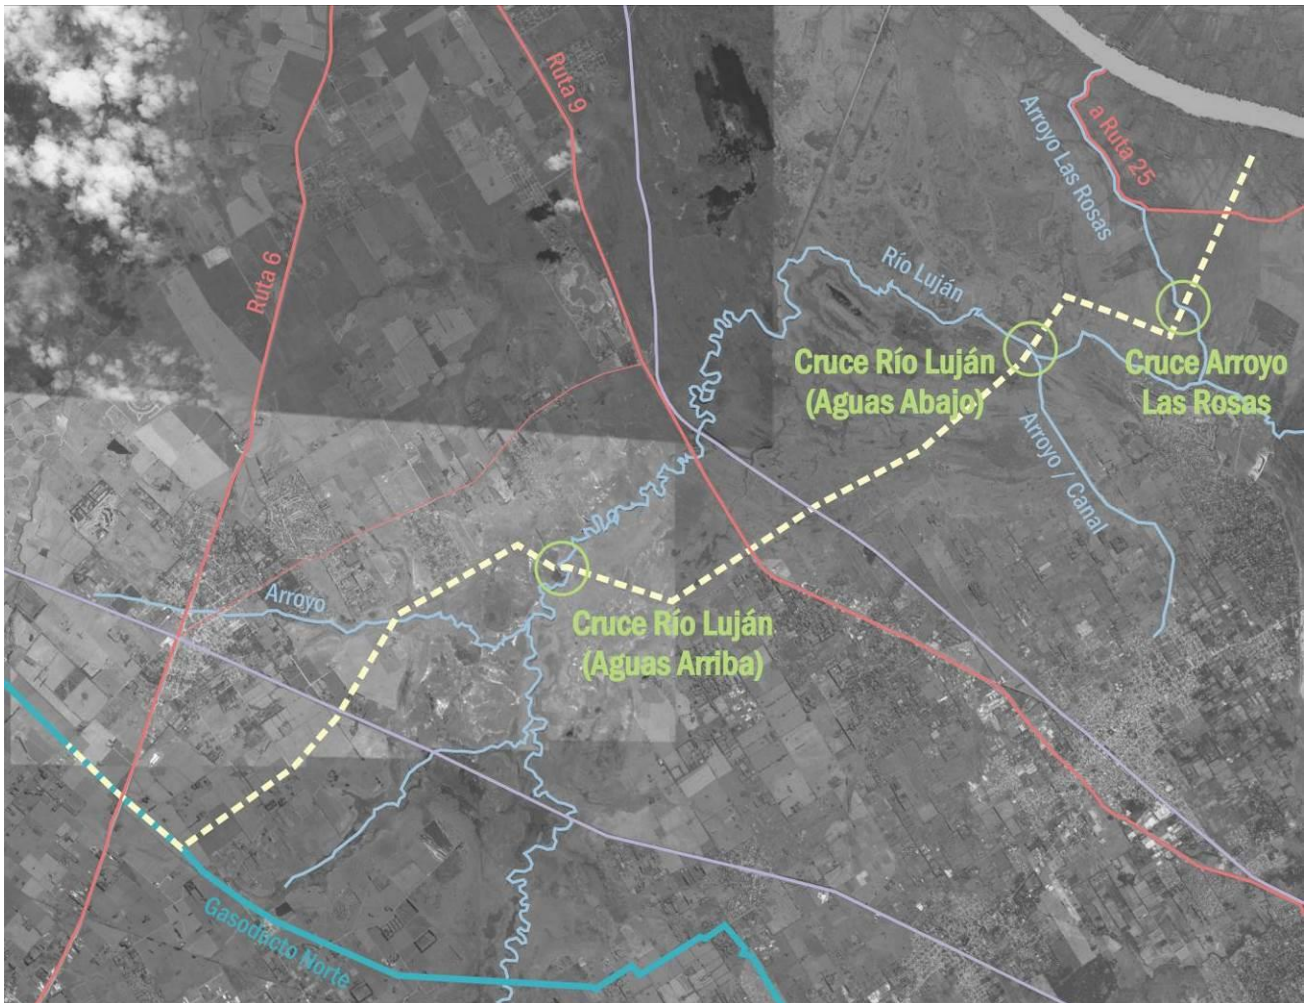 Ruta 9
a Ruta 25
Arroyo Las Rosas
Ruta 6
Río Luján
Cruce Río Luján
(Aguas Abajo)
Cruce Arroyo
Las Rosas
Arroyo / Canal
Arroyo
Cruce Río Luján
(Aguas Arriba)
Gasoducto Norte